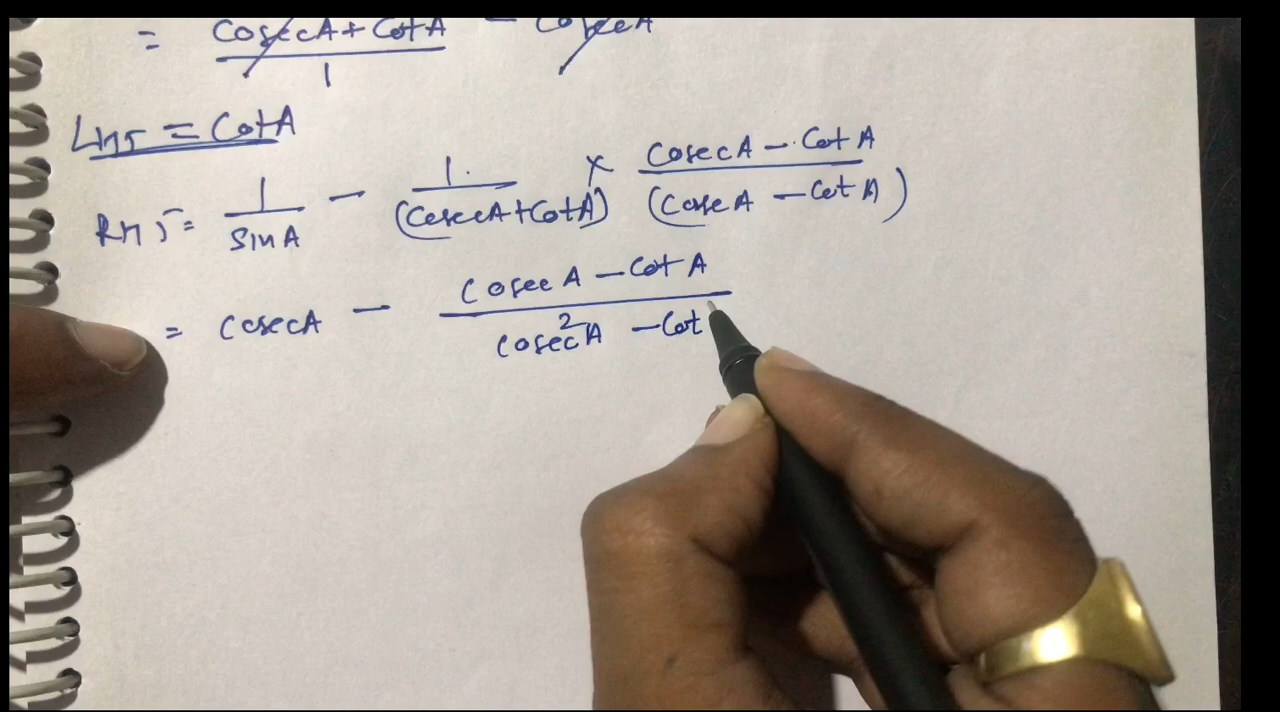 = CosecA + CotA / 1 - CosecA
LHS = CotA
RHS = 1 / SinA - 1 / (CosecA + CotA) × CosecA - CotA / (CosecA - CotA)
= CosecA - CosecA - CotA / Cosec²A - Cot